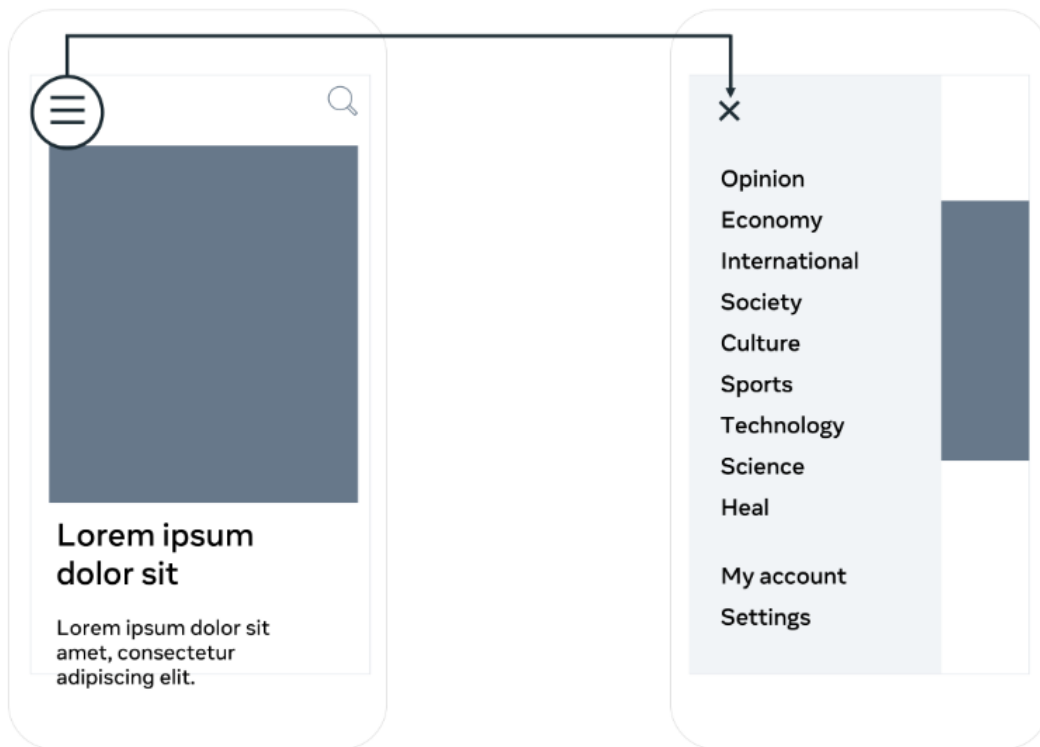 Lorem ipsum
dolor sit
Lorem ipsum dolor sit
amet, consectetur
adipiscing elit.
Opinion
Economy
International
Society
Culture
Sports
Technology
Science
Heal
My account
Settings